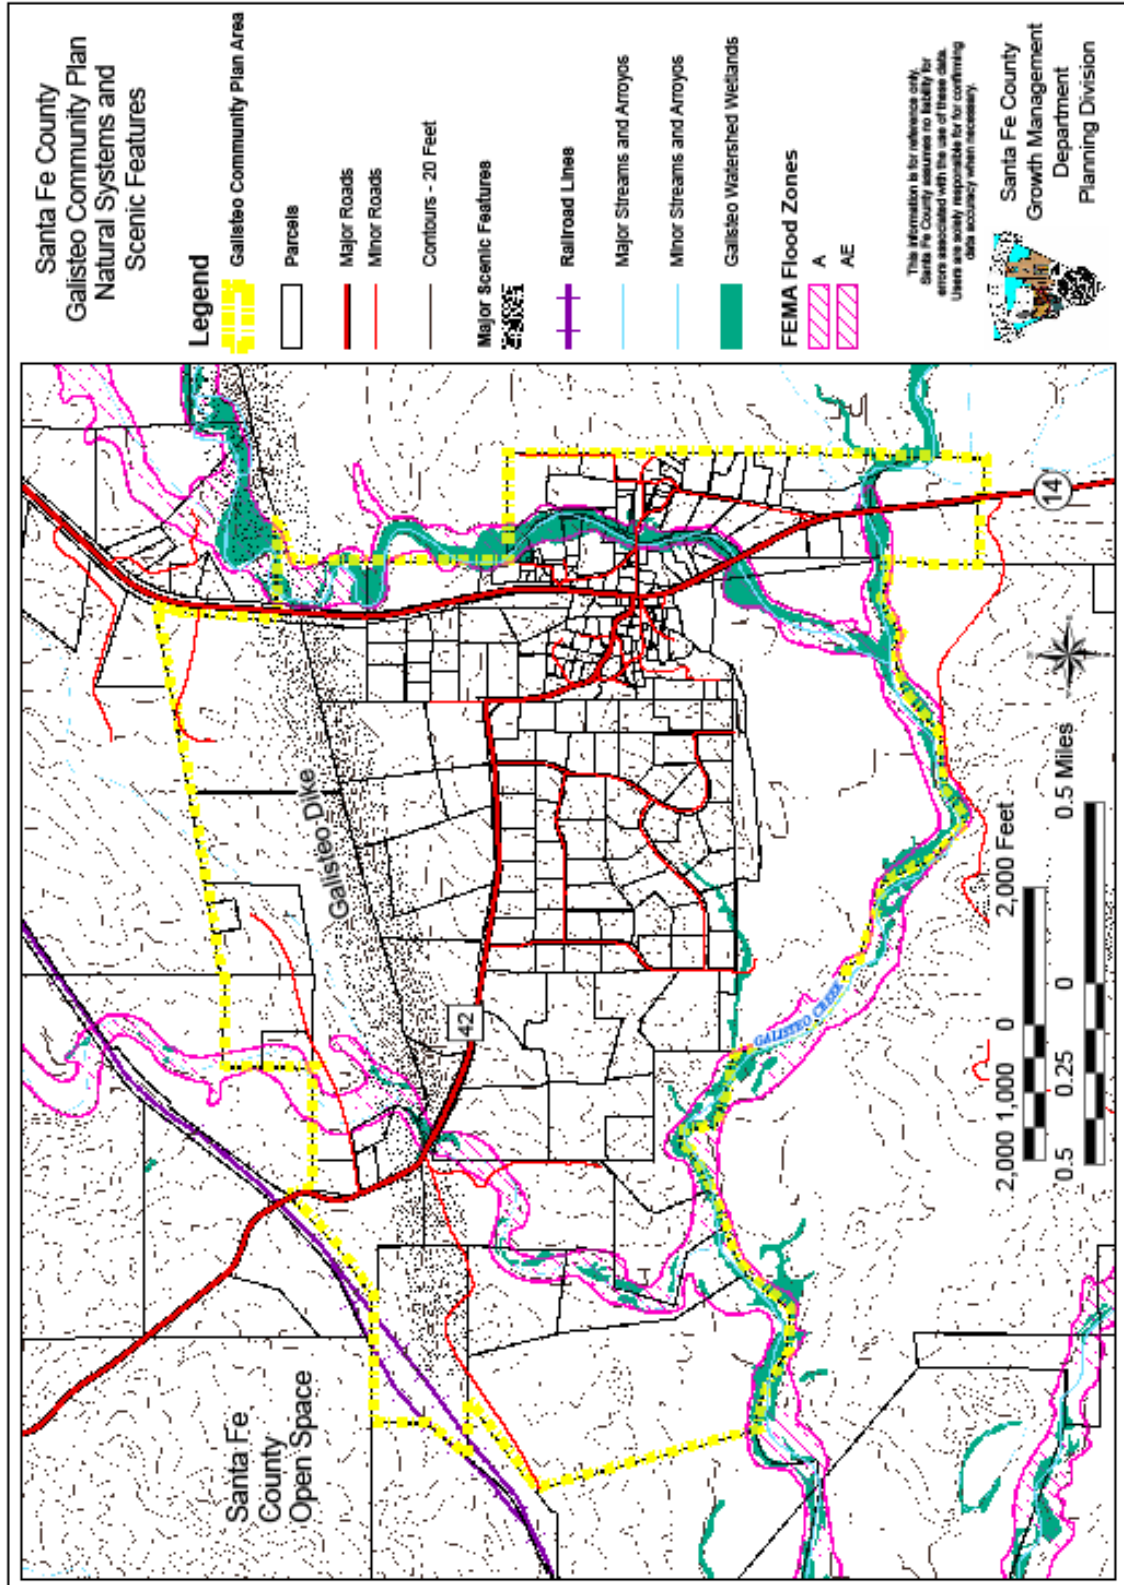 Santa Fe County
Galisteo Community Plan
Natural Systems and
Scenic Features
Legend
Galisteo Community Plan Area
Parcels
Major Roads
Minor Roads
Contours - 20 Feet
Major Scenic Features
Railroad Lines
Major Streams and Arroyos
Minor Streams and Arroyos
Galisteo Watershed Wetlands
FEMA Flood Zones
A
AE
This information is for reference only.
Santa Fe County assumes no liability for
errors associated with the use of these data.
Users are solely responsible for for confirming
data accuracy when necessary.
Santa Fe County
Growth Management
Department
Planning Division
Santa Fe
County
Open Space
Galisteo Dike
42
GALISTEO CREEK
14
2,000 1,000 0 2,000 Feet
0.5 0.25 0 0.5 Miles